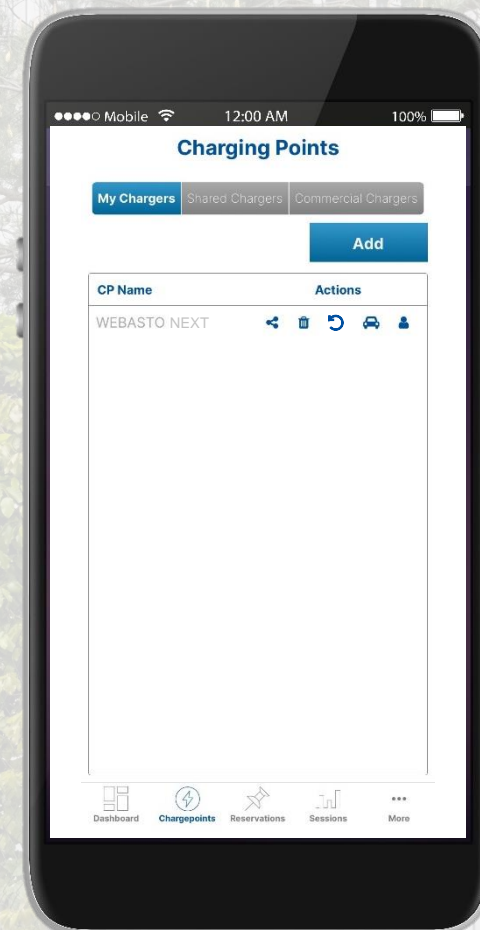 Mobile 12:00 AM 100%
Charging Points
My Chargers Shared Chargers Commercial Chargers
Add
CP Name Actions
WEBASTO NEXT
Dashboard Chargepoints Reservations Sessions More